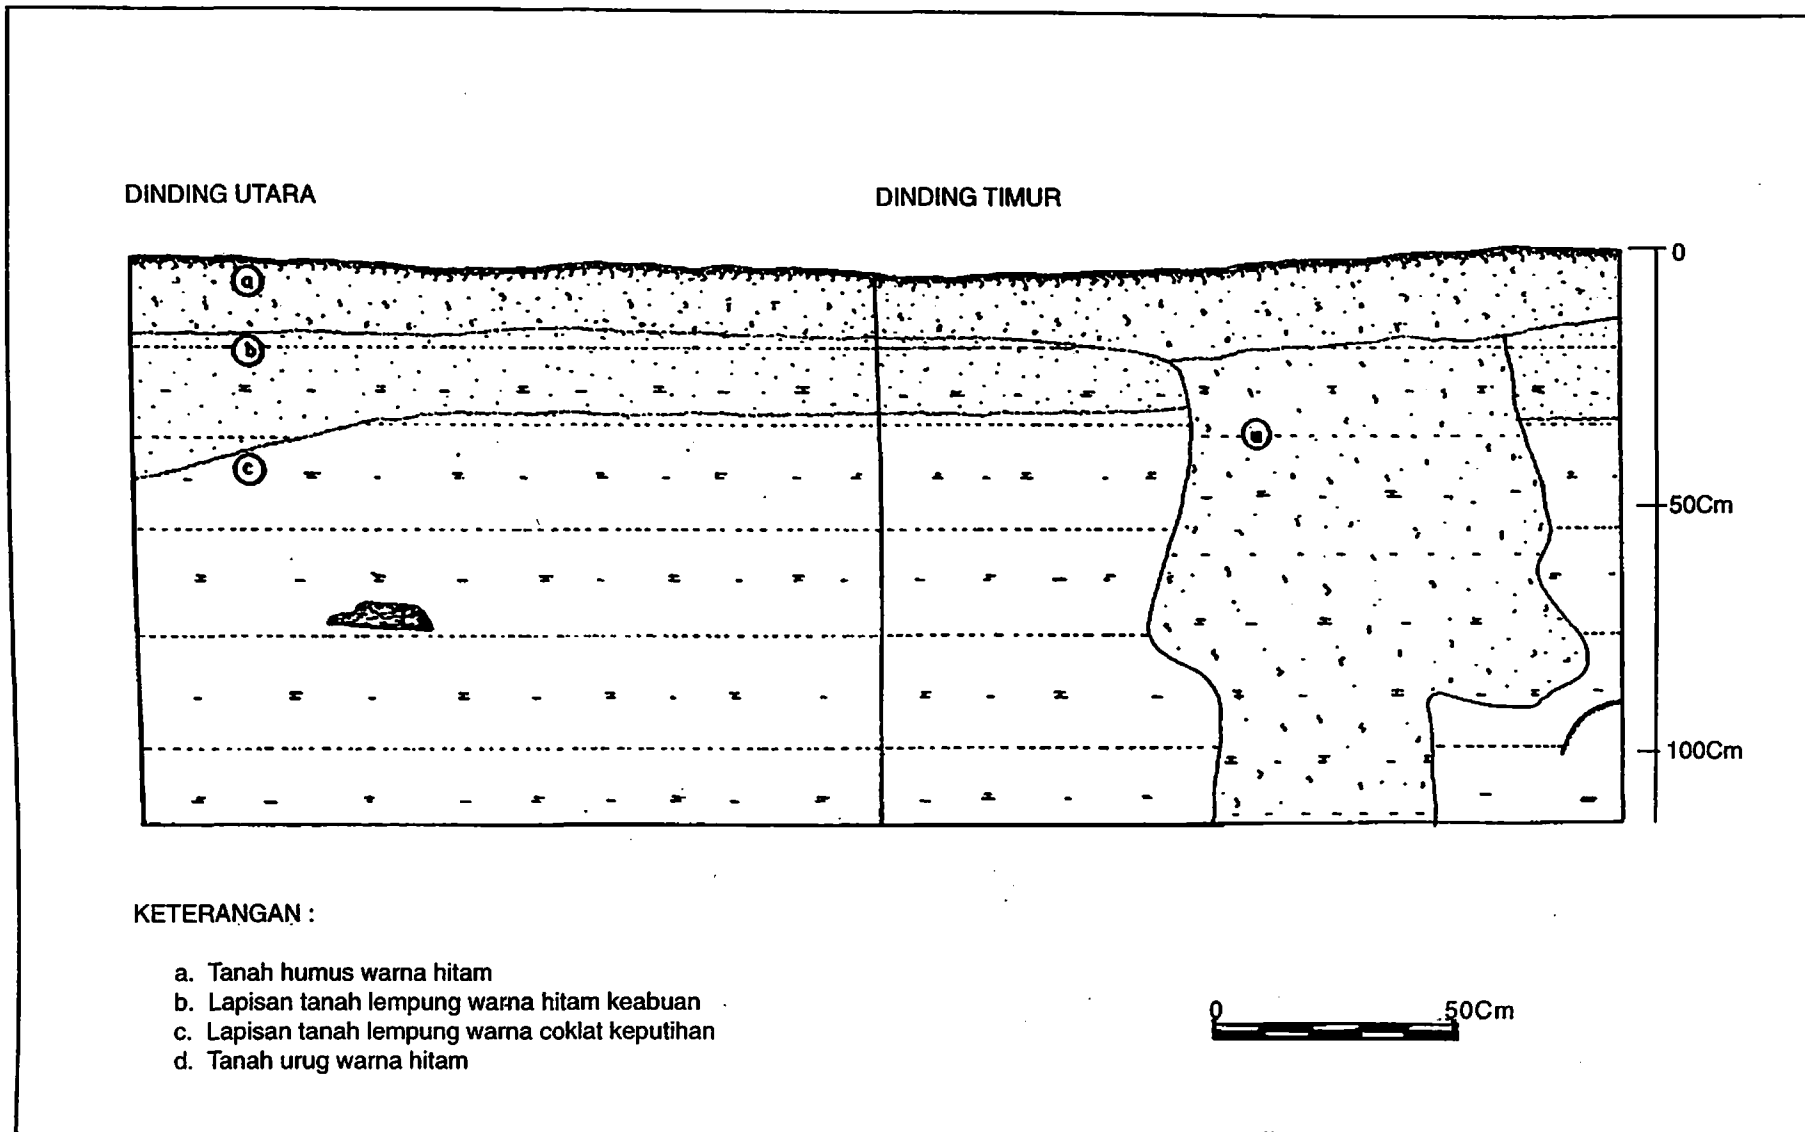 DINDING UTARA
DINDING TIMUR
a
b
c
0
50Cm
100Cm
KETERANGAN :
a. Tanah humus warna hitam
b. Lapisan tanah lempung warna hitam keabuan
c. Lapisan tanah lempung warna coklat keputihan
d. Tanah urug warna hitam
0 50Cm